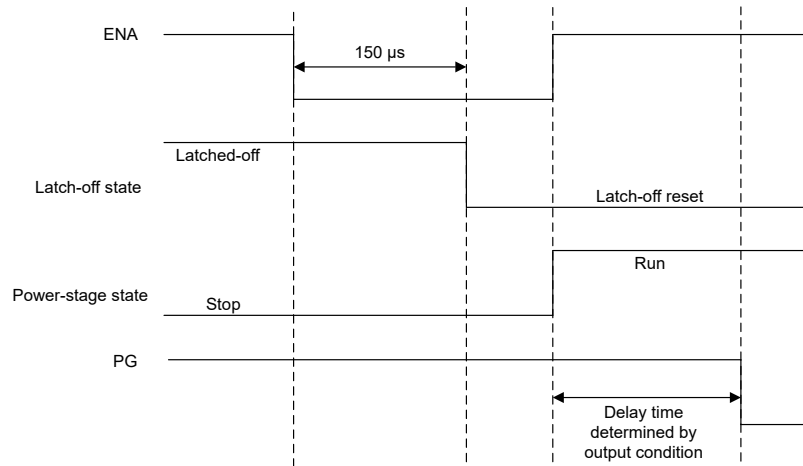 ENA
150 µs
Latched-off
Latch-off state
Latch-off reset
Run
Power-stage state
Stop
PG
Delay time
determined by
output condition